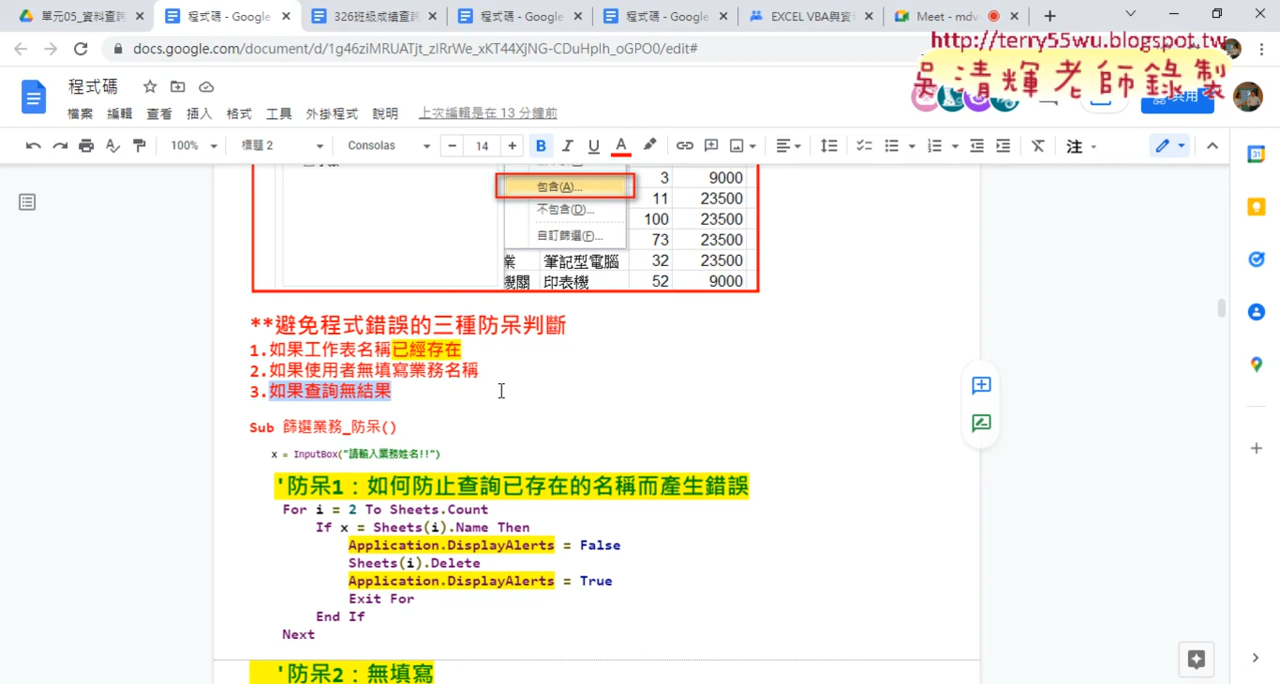 單元05_資料查詢
程式碼 - Google
326班級成績查詢
程式碼 - Google
程式碼 - Google
EXCEL VBA與資
Meet - mdv
docs.google.com/document/d/1g46ziMRUATjt_zlRrWe_xKT44XjNG-CDuHplh_oGPO0/edit#
http://terry55wu.blogspot.tw
吳清輝老師錄製
程式碼
檔案 編輯 查看 插入 格式 工具 外掛程式 說明 上次編輯是在 13 分鐘前
共用
100% 標題 2 Consolas 14 B I U A 注
包含(A)... 3 9000
不包含(D)... 11 23500
100 23500
自訂篩選(F)... 73 23500
業 筆記型電腦 32 23500
機關 印表機 52 9000
**避免程式錯誤的三種防呆判斷
1.如果工作表名稱已經存在
2.如果使用者無填寫業務名稱
3.如果查詢無結果
Sub 篩選業務_防呆()
x = InputBox("請輸入業務姓名!!")
'防呆1：如何防止查詢已存在的名稱而產生錯誤
For i = 2 To Sheets.Count
If x = Sheets(i).Name Then
Application.DisplayAlerts = False
Sheets(i).Delete
Application.DisplayAlerts = True
Exit For
End If
Next
'防呆2：無填寫